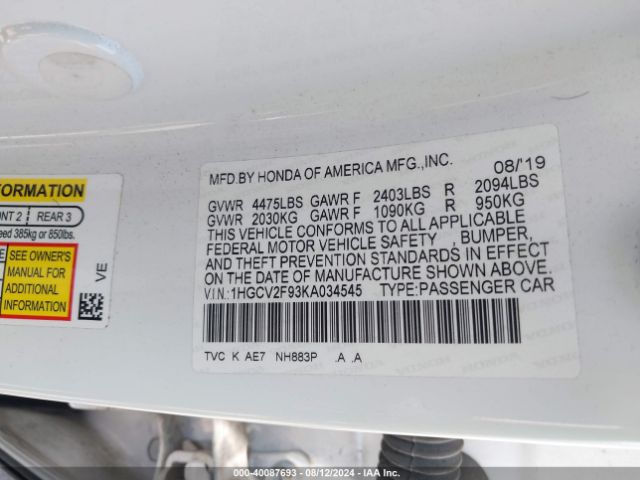 FORMATION
NT 2 REAR 3
eed 385kg or 850lbs.
SEE OWNER'S
MANUAL FOR
ADDITIONAL
INFORMATION
VE
MFD.BY HONDA OF AMERICA MFG.,INC. 08/'19
GVWR 4475LBS GAWR F 2403LBS R 2094LBS
GVWR 2030KG GAWR F 1090KG R 950KG
THIS VEHICLE CONFORMS TO ALL APPLICABLE
FEDERAL MOTOR VEHICLE SAFETY , BUMPER,
AND THEFT PREVENTION STANDARDS IN EFFECT
ON THE DATE OF MANUFACTURE SHOWN ABOVE.
V.I.N.:1HGCV2F93KA034545 TYPE:PASSENGER CAR
TVC K AE7 NH883P .A .A
000-40087693 - 08/12/2024 - IAA Inc.